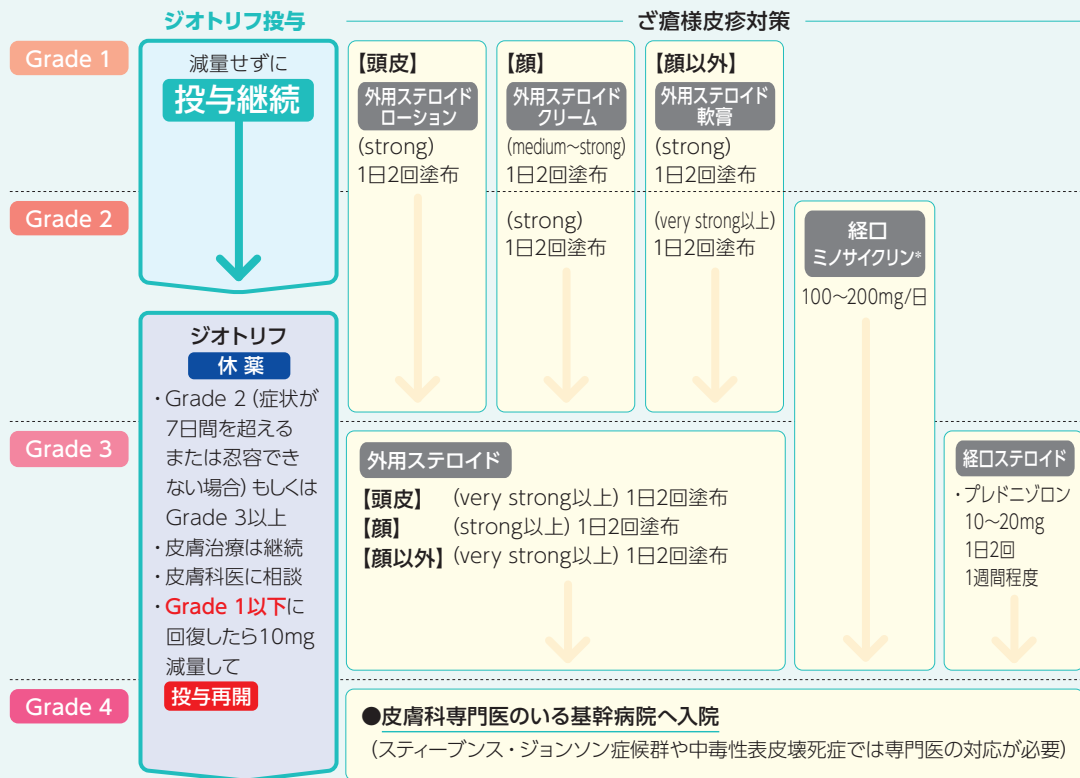 ジオトリフ投与
ざ瘡様皮疹対策
Grade 1
減量せずに
投与継続
【頭皮】
外用ステロイド
ローション
(strong)
1日2回塗布
【顔】
外用ステロイド
クリーム
(medium～strong)
1日2回塗布
【顔以外】
外用ステロイド
軟膏
(strong)
1日2回塗布
Grade 2
(strong)
1日2回塗布
(very strong以上)
1日2回塗布
経口
ミノサイクリン*
100～200mg/日
ジオトリフ
休薬
・Grade 2 (症状が
7日間を超える
または忍容でき
ない場合) もしくは
Grade 3以上
・皮膚治療は継続
・皮膚科医に相談
・Grade 1以下に
回復したら10mg
減量して
投与再開
Grade 3
外用ステロイド
【頭皮】 (very strong以上) 1日2回塗布
【顔】 (strong以上) 1日2回塗布
【顔以外】 (very strong以上) 1日2回塗布
経口ステロイド
・プレドニゾロン
10～20mg
1日2回
1週間程度
Grade 4
●皮膚科専門医のいる基幹病院へ入院
（スティーブンス・ジョンソン症候群や中毒性表皮壊死症では専門医の対応が必要）